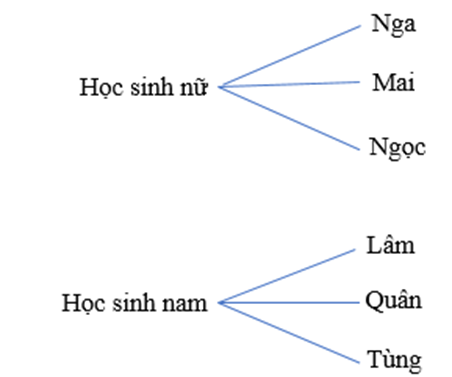 Nga
Học sinh nữ
Mai
Ngọc
Lâm
Học sinh nam
Quân
Tùng